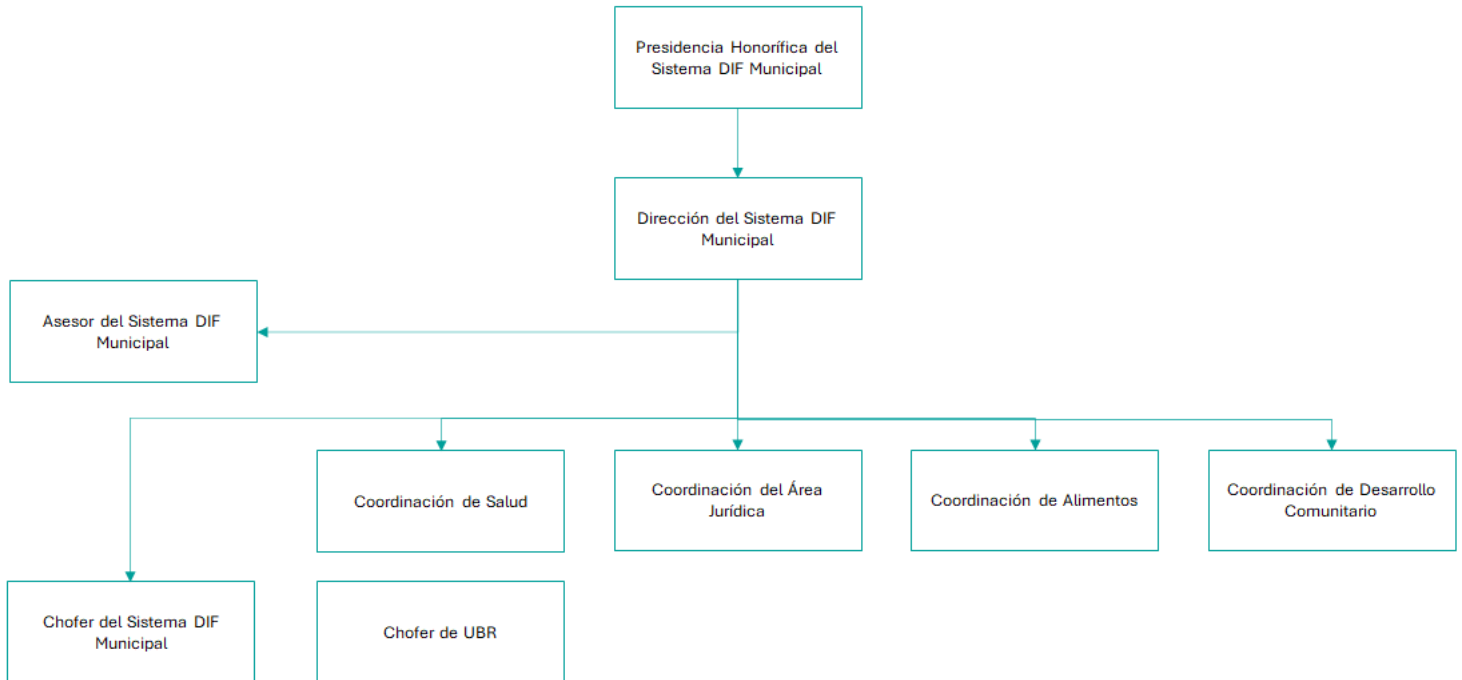 Presidencia Honorífica del
Sistema DIF Municipal
Dirección del Sistema DIF
Municipal
Asesor del Sistema DIF
Municipal
Coordinación de Salud
Coordinación del Área
Jurídica
Coordinación de Alimentos
Coordinación de Desarrollo
Comunitario
Chofer del Sistema DIF
Municipal
Chofer de UBR